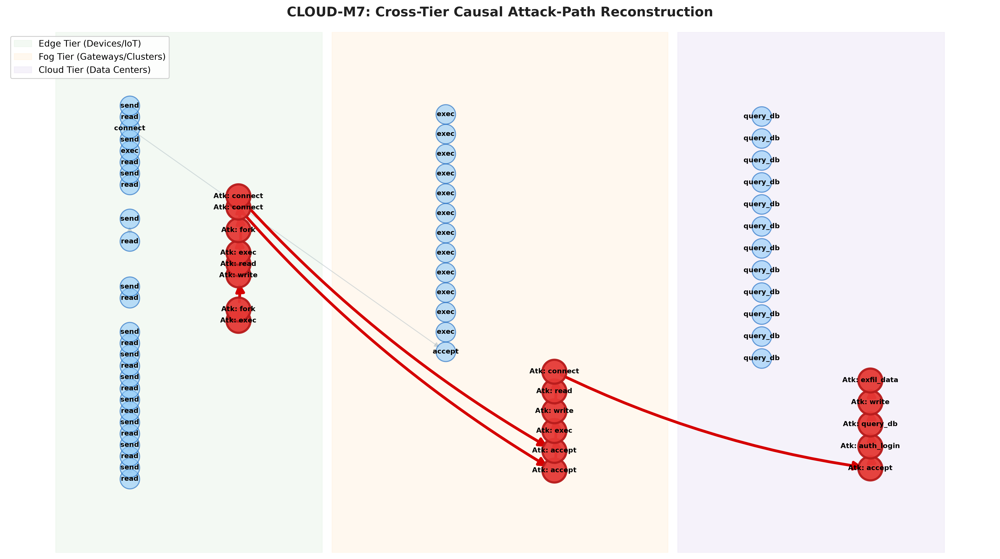 CLOUD-M7: Cross-Tier Causal Attack-Path Reconstruction
Edge Tier (Devices/IoT)
Fog Tier (Gateways/Clusters)
Cloud Tier (Data Centers)
send
read
connect
send
exec
read
send
read
send
read
send
read
send
read
send
read
send
read
send
read
send
read
send
read
send
read
Atk: connect
Atk: connect
Atk: fork
Atk: exec
Atk: read
Atk: write
Atk: fork
Atk: exec
exec
exec
exec
exec
exec
exec
exec
exec
exec
exec
exec
exec
accept
Atk: connect
Atk: read
Atk: write
Atk: exec
Atk: accept
Atk: accept
query_db
query_db
query_db
query_db
query_db
query_db
query_db
query_db
query_db
query_db
query_db
query_db
Atk: exfil_data
Atk: write
Atk: query_db
Atk: auth_login
Atk: accept